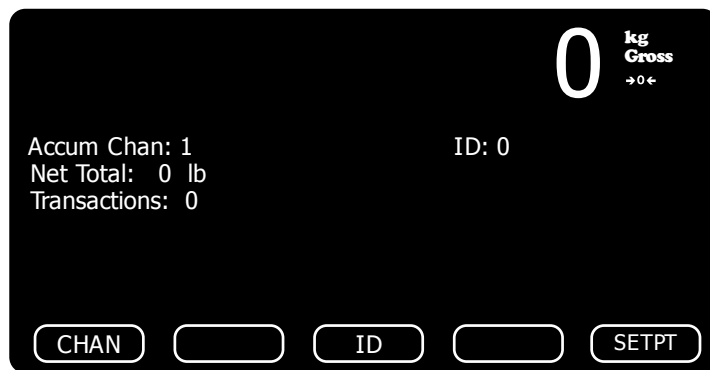 0 kg
Gross
→0←
Accum Chan: 1 ID: 0
Net Total: 0 lb
Transactions: 0
CHAN ID SETPT